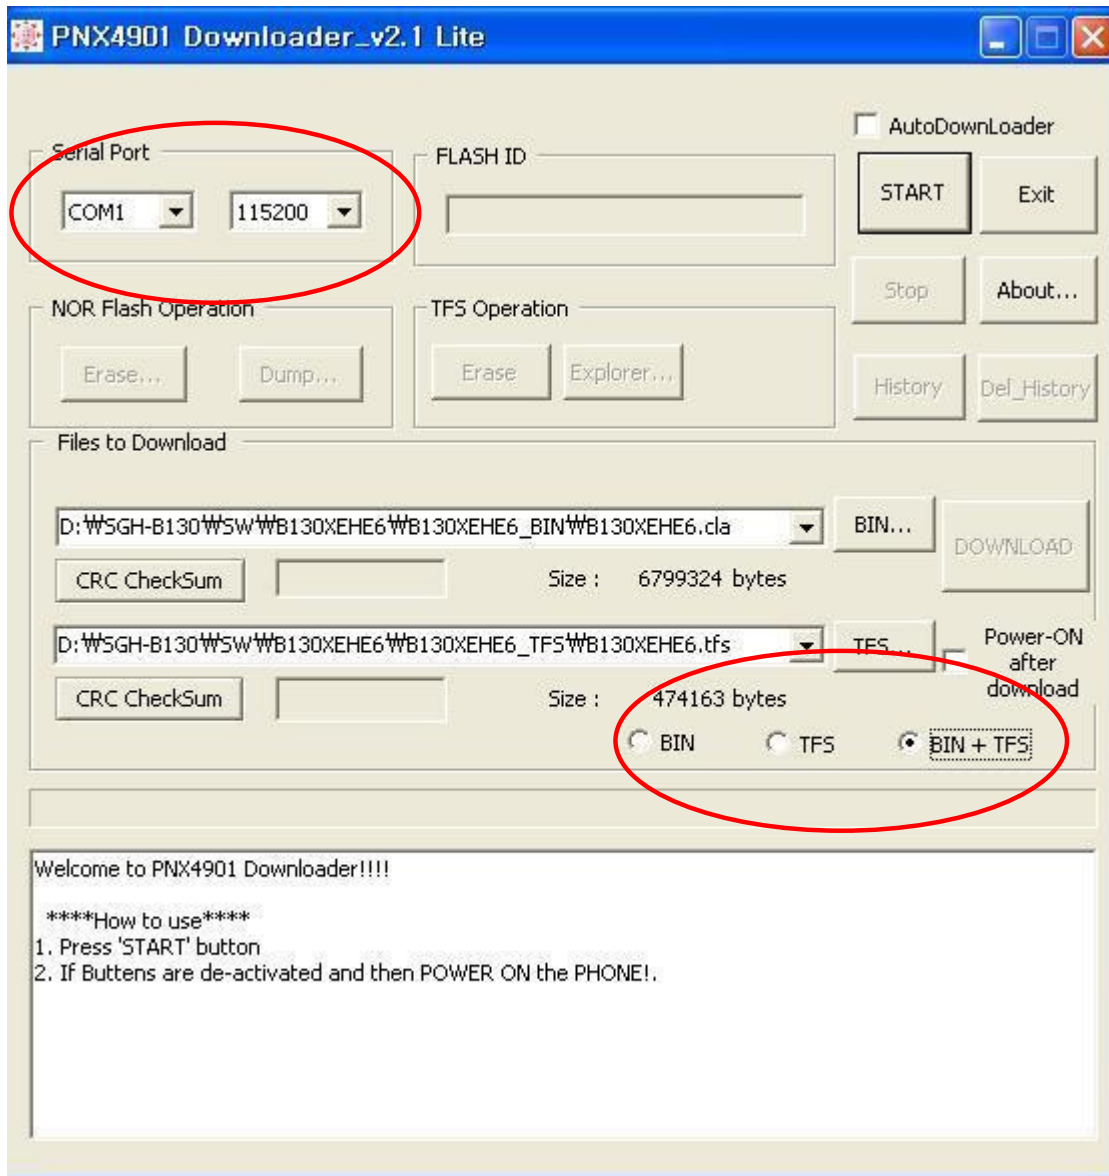 PNX4901 Downloader_v2.1 Lite
AutoDownLoader
Serial Port
FLASH ID
COM1
115200
START
Exit
Stop
About...
NOR Flash Operation
TFS Operation
Erase...
Dump...
Erase
Explorer...
History
Del_History
Files to Download
D:₩SGH-B130₩SW₩B130XEHE6₩B130XEHE6_BIN₩B130XEHE6.cla
BIN...
DOWNLOAD
CRC CheckSum
Size : 6799324 bytes
D:₩SGH-B130₩SW₩B130XEHE6₩B130XEHE6_TFS₩B130XEHE6.tfs
TFS...
Power-ON
after
download
CRC CheckSum
Size : 474163 bytes
BIN
TFS
BIN + TFS
Welcome to PNX4901 Downloader!!!!
****How to use****
1. Press 'START' button
2. If Buttens are de-activated and then POWER ON the PHONE!.